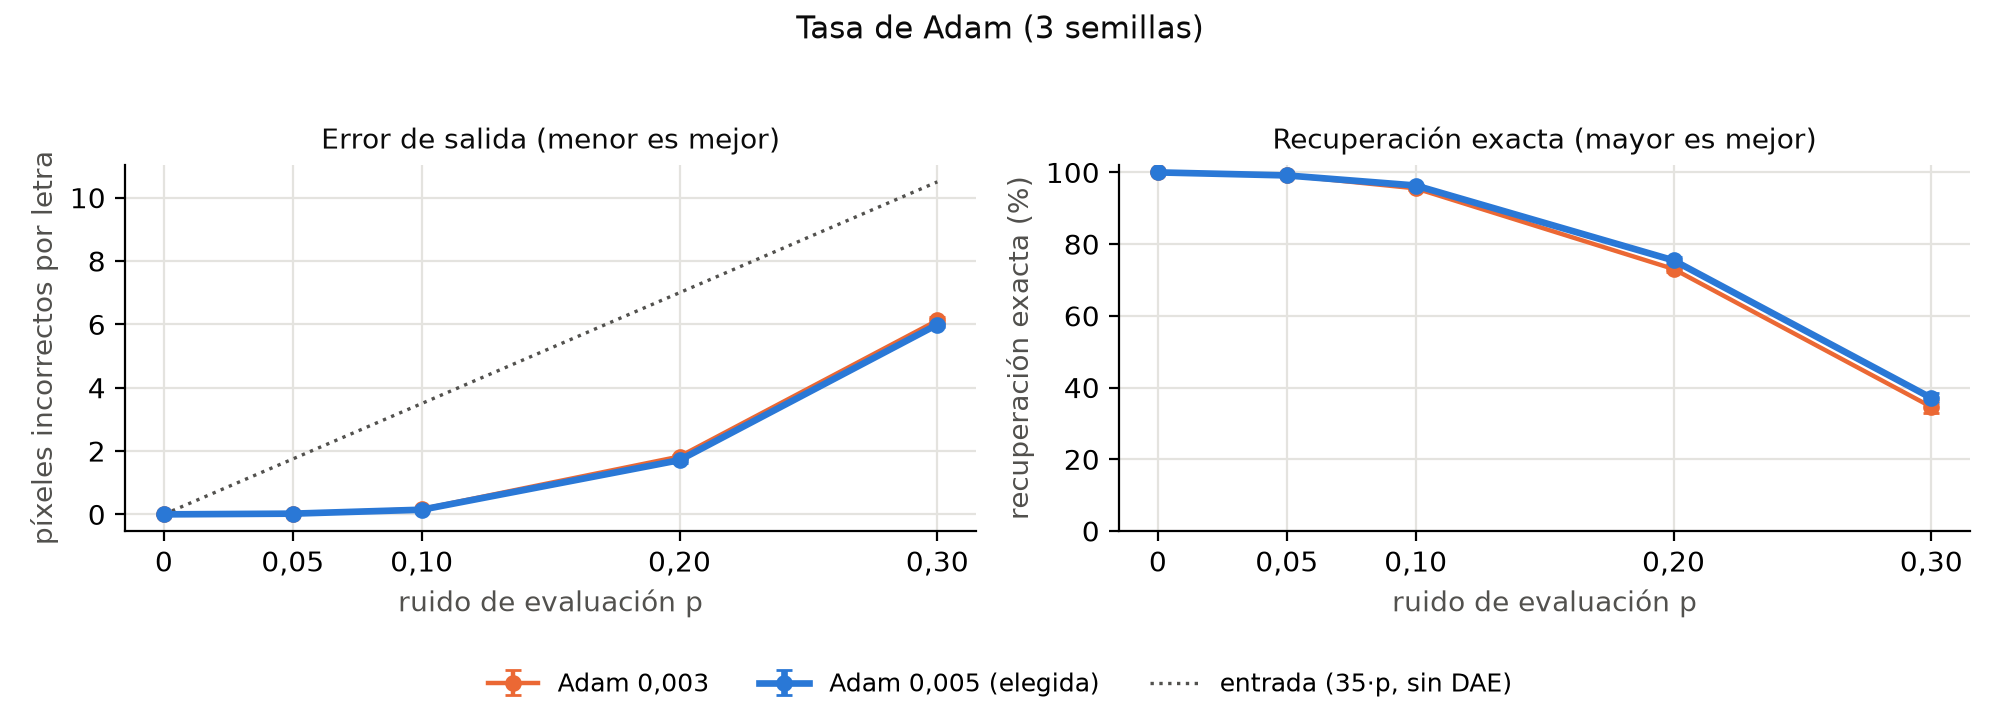 Tasa de Adam (3 semillas)
Error de salida (menor es mejor)
píxeles incorrectos por letra
10
8
6
4
2
0
0 0,05 0,10 0,20 0,30
ruido de evaluación p
Recuperación exacta (mayor es mejor)
recuperación exacta (%)
100
80
60
40
20
0
0 0,05 0,10 0,20 0,30
ruido de evaluación p
Adam 0,003 Adam 0,005 (elegida) entrada (35·p, sin DAE)